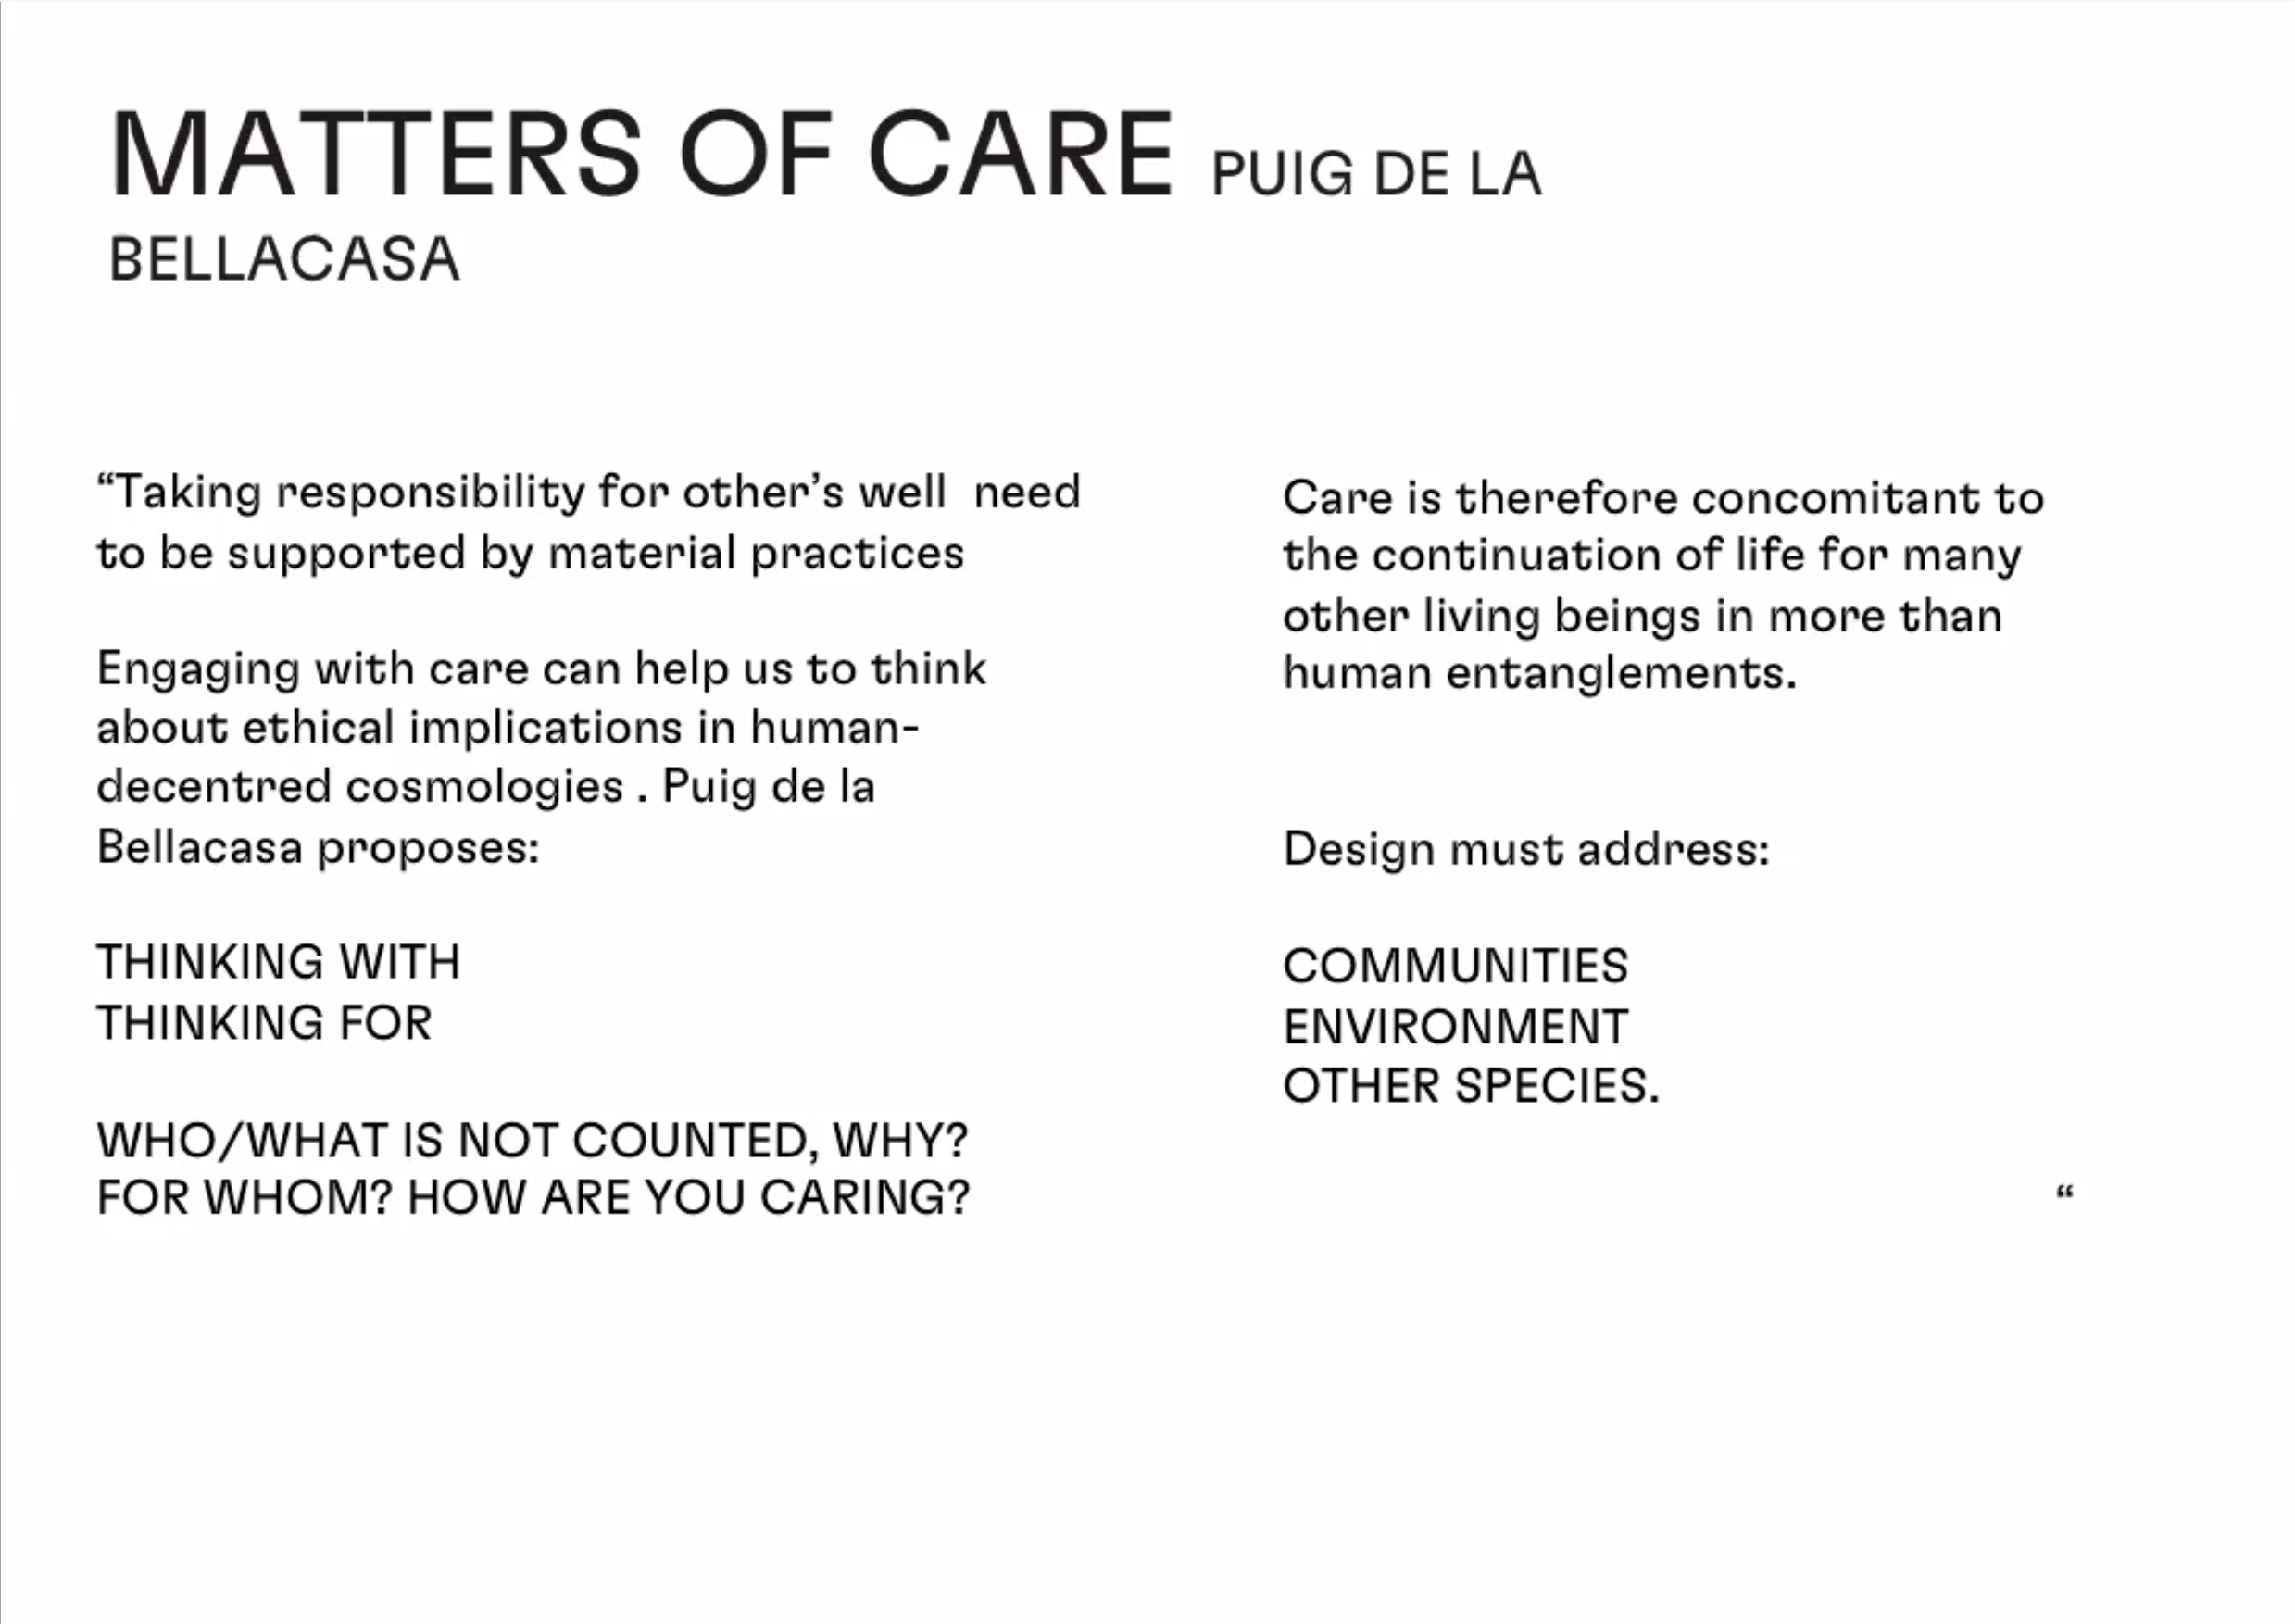 MATTERS OF CARE PUIG DE LA
BELLACASA
“Taking responsibility for other’s well  need
to be supported by material practices
Engaging with care can help us to think
about ethical implications in human-
decentred cosmologies . Puig de la
Bellacasa proposes:
THINKING WITH
THINKING FOR
WHO/WHAT IS NOT COUNTED, WHY?
FOR WHOM? HOW ARE YOU CARING?
Care is therefore concomitant to
the continuation of life for many
other living beings in more than
human entanglements.
Design must address:
COMMUNITIES
ENVIRONMENT
OTHER SPECIES.
“